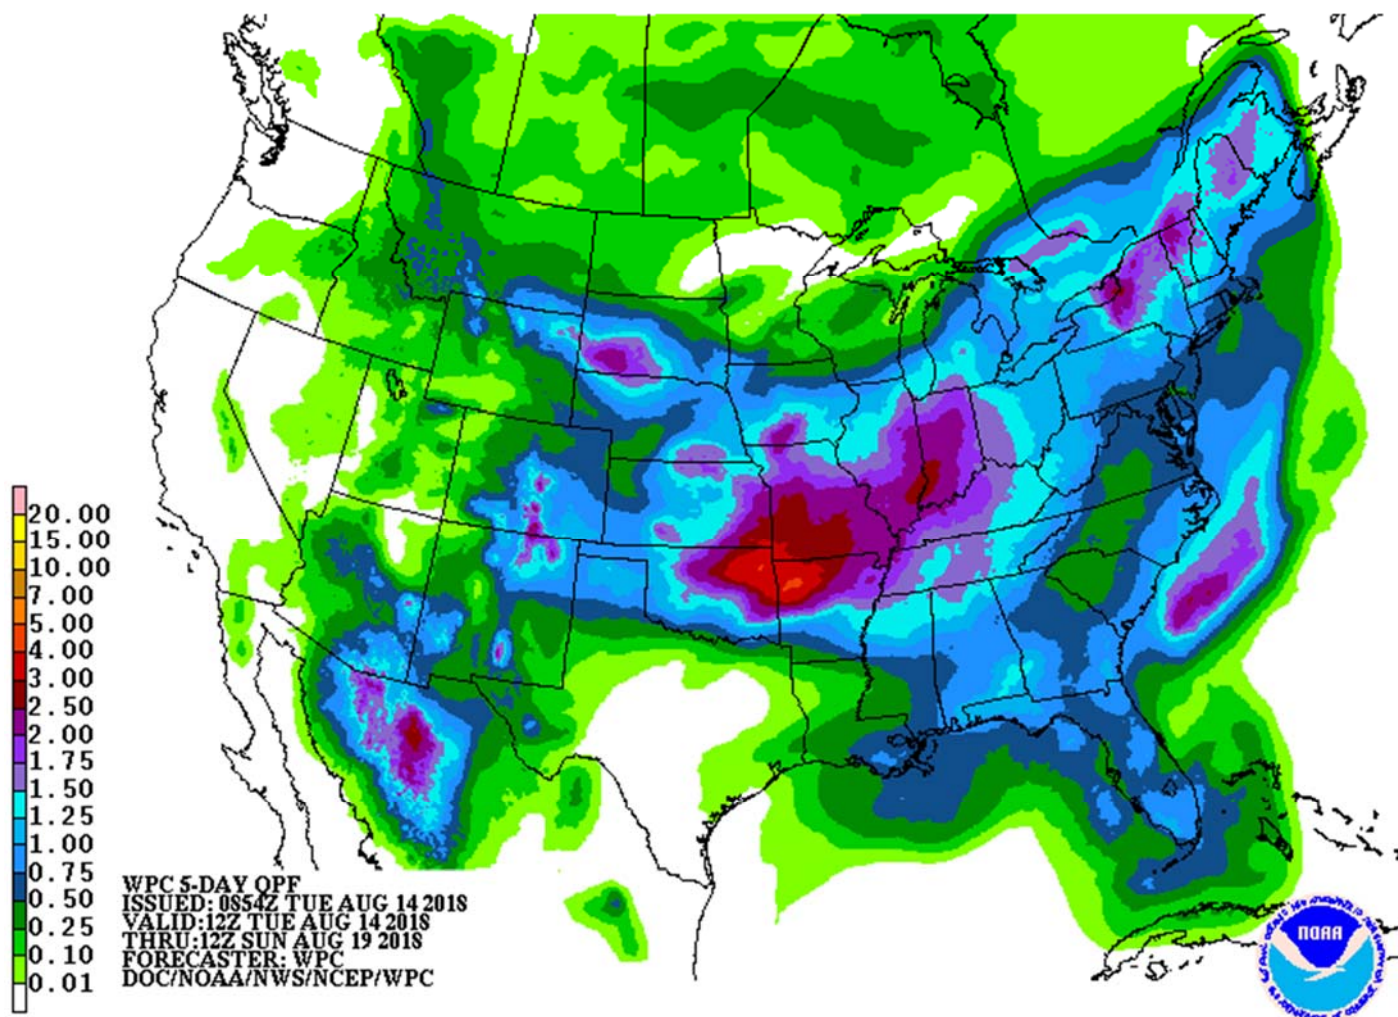 20.00
15.00
10.00
7.00
5.00
4.00
3.00
2.50
2.00
1.75
1.50
1.25
1.00
0.75
0.50
0.25
0.10
0.01
WPC 5-DAY QPF
ISSUED: 0854Z TUE AUG 14 2018
VALID:12Z TUE AUG 14 2018
THRU:12Z SUN AUG 19 2018
FORECASTER: WPC
DOC/NOAA/NWS/NCEP/WPC
NOAA